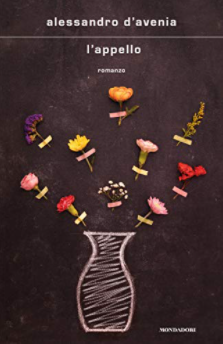 alessandro d'avenia
l'appello
romanzo
MONDADORI